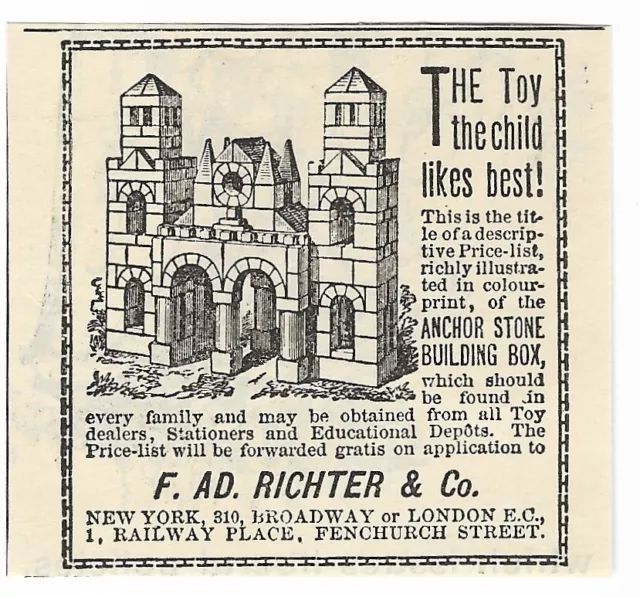 THE Toy
the child
likes best!
This is the tit-
le of a descrip-
tive Price-list,
richly illustra-
ted in colour-
print, of the
ANCHOR STONE
BUILDING BOX,
which should
be found in
every family and may be obtained from all Toy
dealers, Stationers and Educational Depôts. The
Price-list will be forwarded gratis on application to
F. AD. RICHTER & Co.
NEW YORK, 310, BROADWAY or LONDON E.C.,
1, RAILWAY PLACE, FENCHURCH STREET.